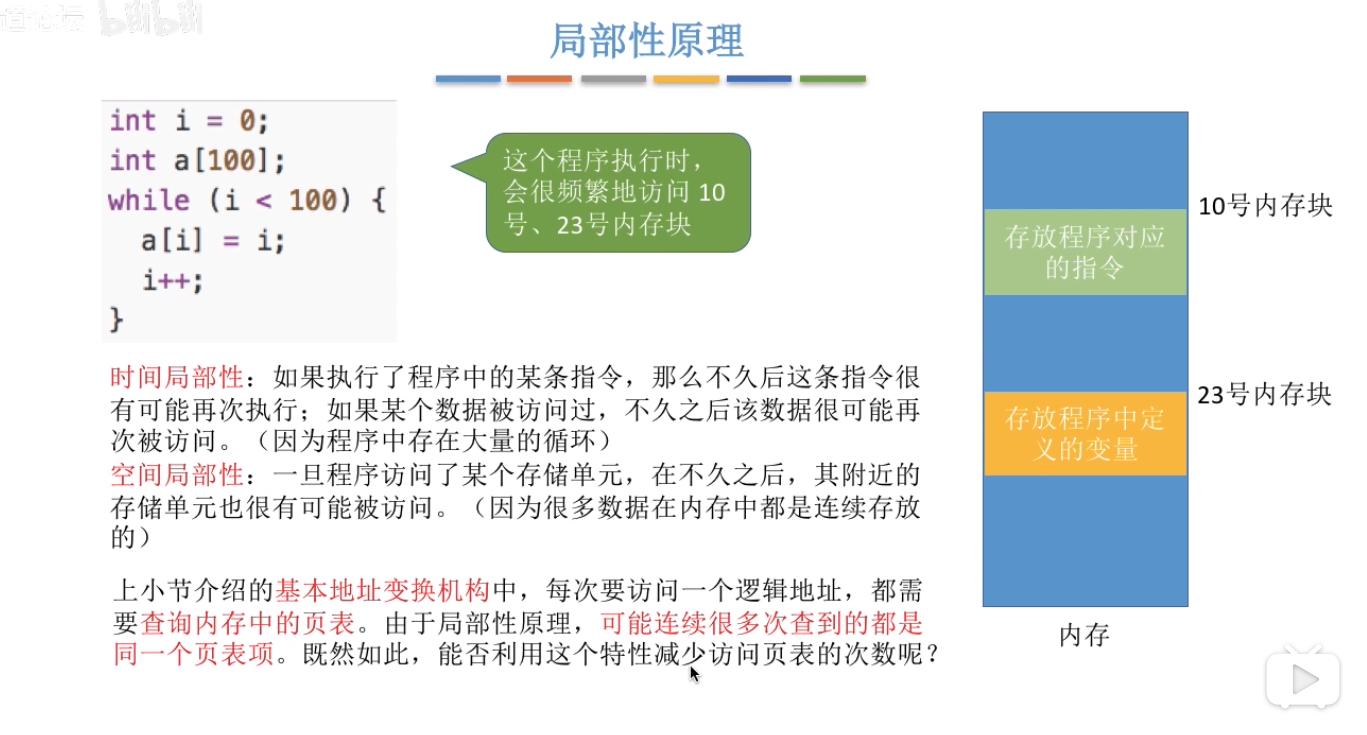 bilibili
局部性原理
int i = 0;
int a[100];
while (i < 100) {
a[i] = i;
i++;
}
这个程序执行时，
会很频繁地访问 10
号、23号内存块
时间局部性：如果执行了程序中的某条指令，那么不久后这条指令很
有可能再次执行；如果某个数据被访问过，不久之后该数据很可能再
次被访问。（因为程序中存在大量的循环）
空间局部性：一旦程序访问了某个存储单元，在不久之后，其附近的
存储单元也很有可能被访问。（因为很多数据在内存中都是连续存放
的）
上小节介绍的基本地址变换机构中，每次要访问一个逻辑地址，都需
要查询内存中的页表。由于局部性原理，可能连续很多次查到的都是
同一个页表项。既然如此，能否利用这个特性减少访问页表的次数呢？
10号内存块
存放程序对应
的指令
23号内存块
存放程序中定
义的变量
内存